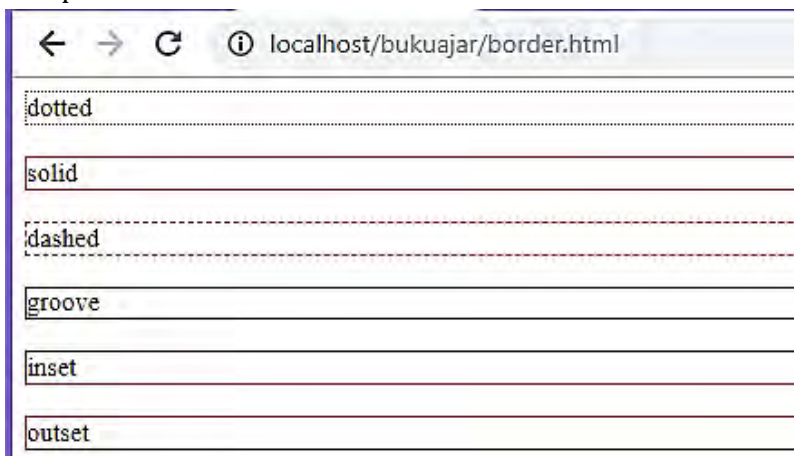 localhost/bukuajar/border.html
dotted
solid
dashed
groove
inset
outset